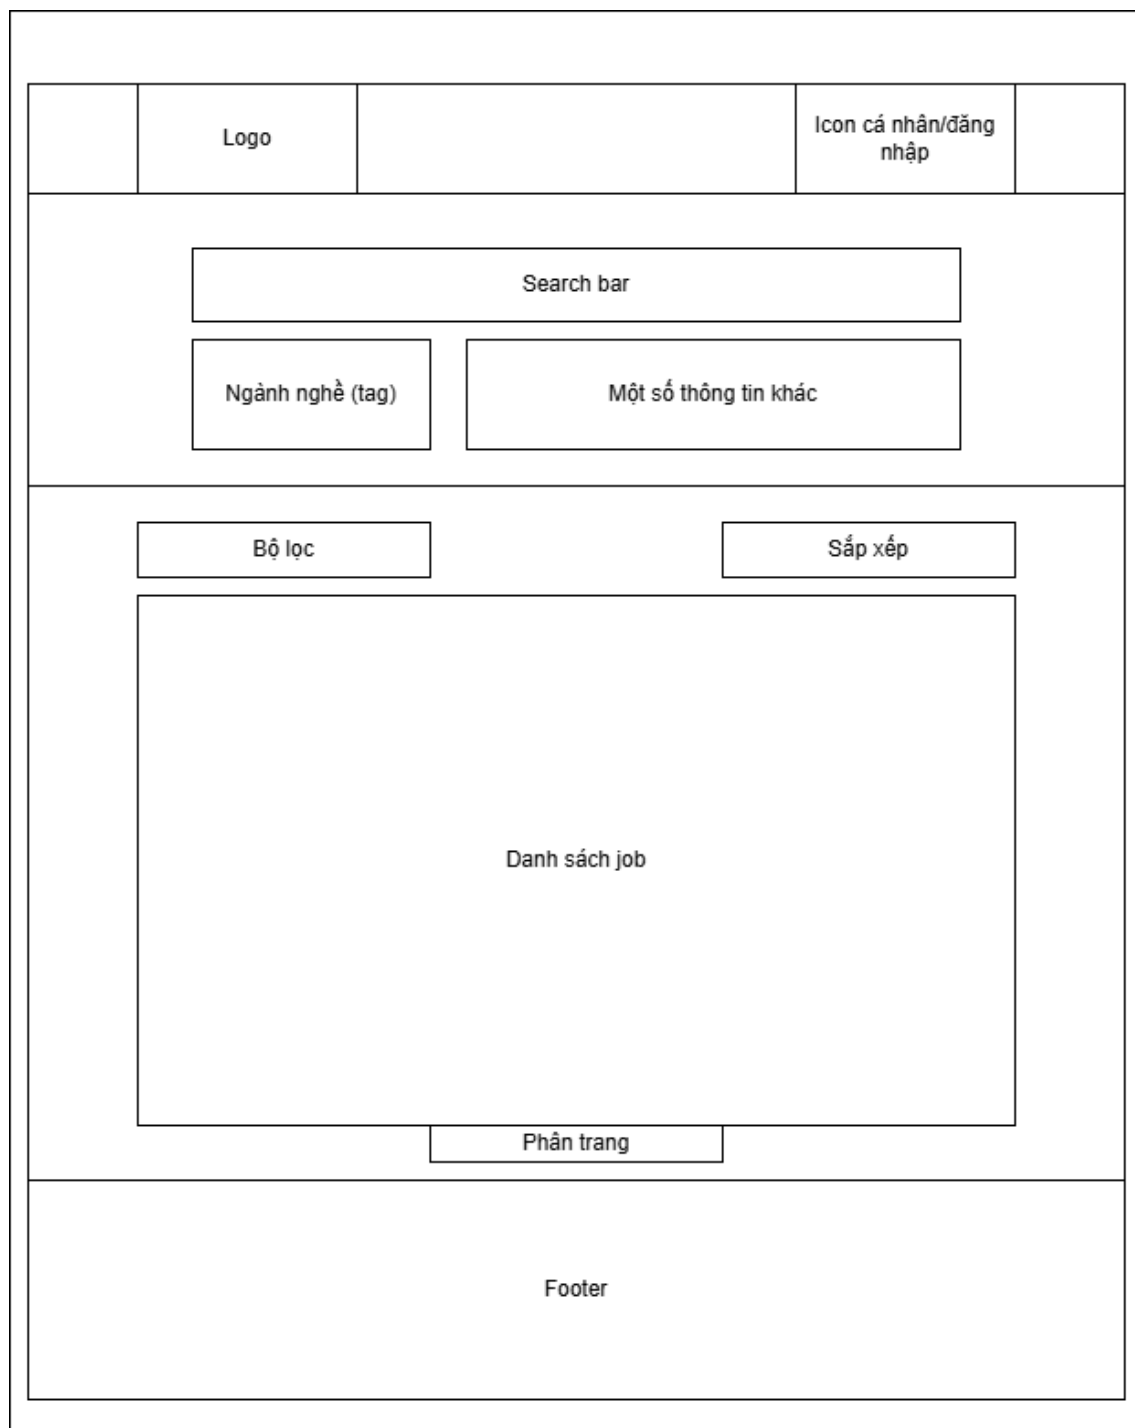 Logo
Icon cá nhân/đăng
nhập
Search bar
Ngành nghề (tag)
Một số thông tin khác
Bộ lọc
Sắp xếp
Danh sách job
Phân trang
Footer